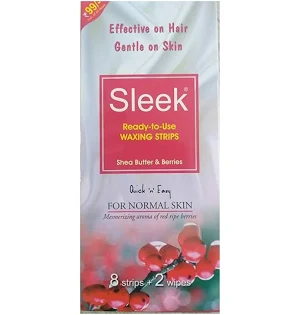 ₹99/-
Effective on Hair
Gentle on Skin
Sleek®
Ready-to-Use
WAXING STRIPS
Shea Butter & Berries
Quick 'n' Easy
FOR NORMAL SKIN
Mesmerizing aroma of red ripe berries
8 strips + 2 wipes